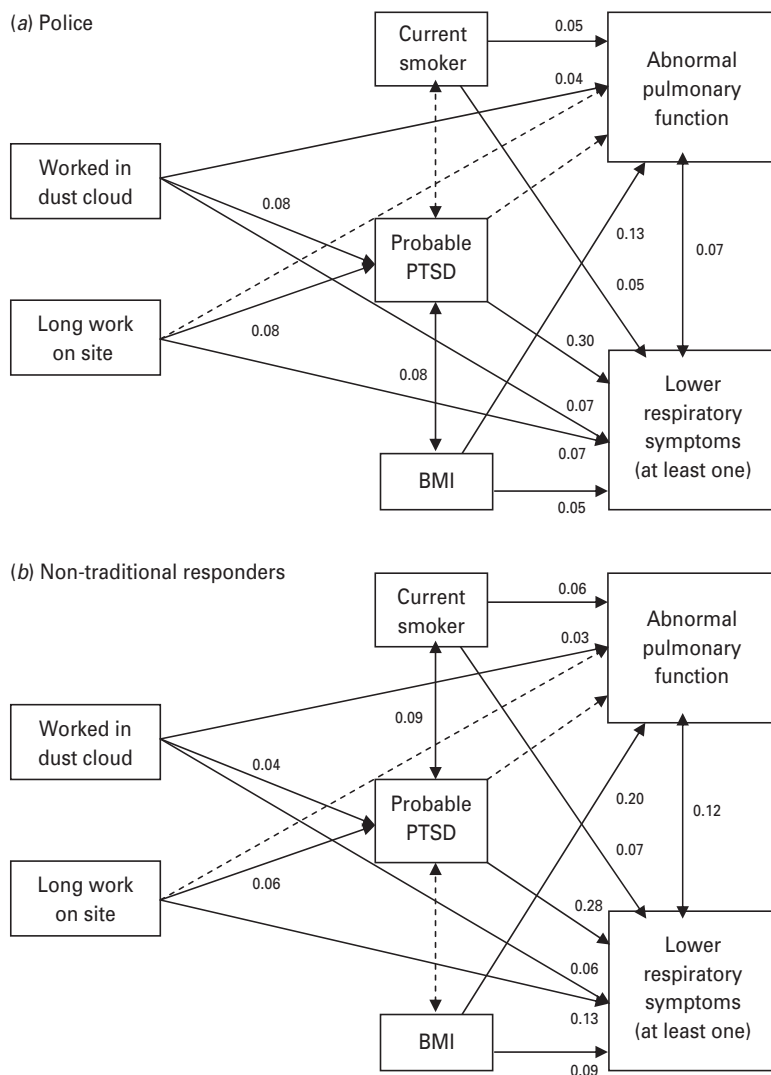 (a) Police
Current
smoker
0.05
Abnormal
pulmonary
function
0.04
Worked in
dust cloud
0.08
Probable
PTSD
0.13
0.07
0.05
Long work
on site
0.08
0.30
0.08
Lower
respiratory
symptoms
(at least one)
0.07
0.07
BMI
0.05
(b) Non-traditional responders
Current
smoker
0.06
Abnormal
pulmonary
function
0.03
Worked in
dust cloud
0.09
0.04
Probable
PTSD
0.20
0.12
0.07
Long work
on site
0.06
0.28
Lower
respiratory
symptoms
(at least one)
0.06
0.13
BMI
0.09